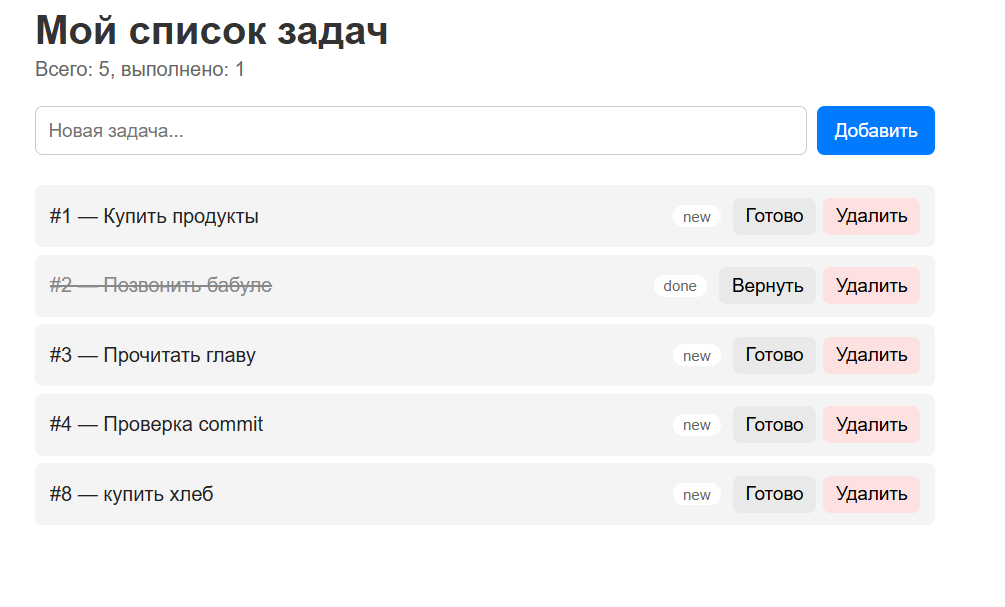 Мой список задач
Всего: 5, выполнено: 1
Новая задача... Добавить
#1 — Купить продукты new Готово Удалить
#2 — Позвонить бабуле done Вернуть Удалить
#3 — Прочитать главу new Готово Удалить
#4 — Проверка commit new Готово Удалить
#8 — купить хлеб new Готово Удалить